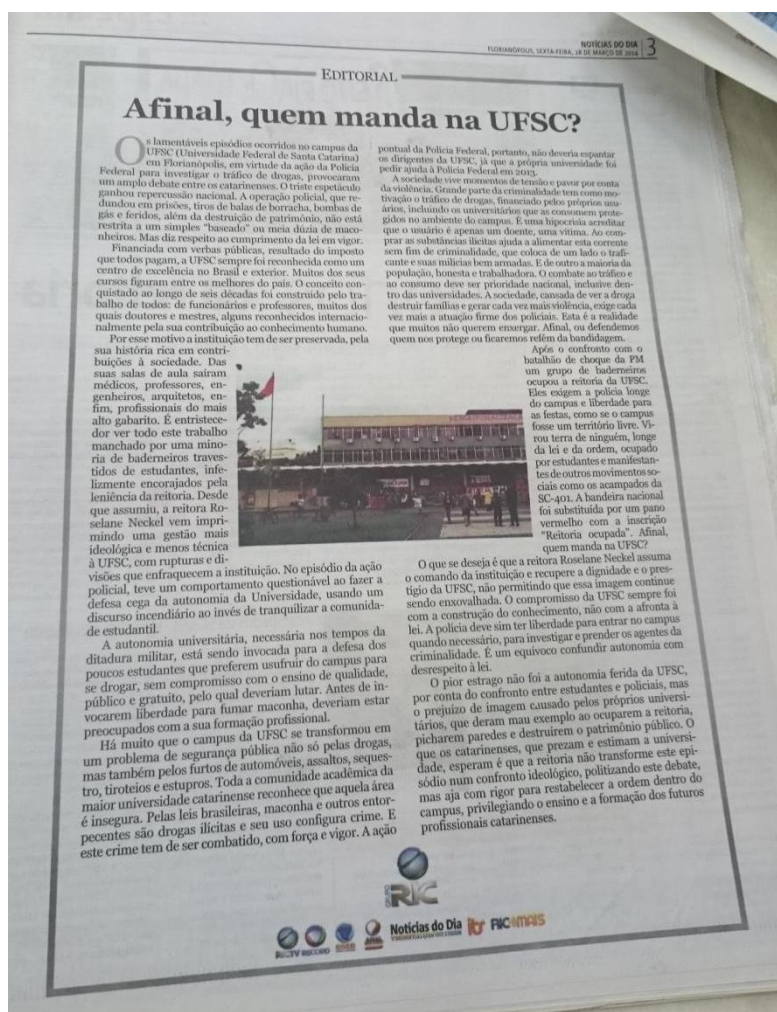 NOTÍCIAS DO DIA
FLORIANÓPOLIS, SEXTA-FEIRA, 28 DE MARÇO DE 2014
3
EDITORIAL
Afinal, quem manda na UFSC?
Os lamentáveis episódios ocorridos no campus da
UFSC (Universidade Federal de Santa Catarina)
em Florianópolis, em virtude da ação da Polícia
Federal para investigar o tráfico de drogas, provocaram
um amplo debate entre os catarinenses. O triste espetáculo
ganhou repercussão nacional. A operação policial, que re-
dundou em prisões, tiros de balas de borracha, bombas de
gás e feridos, além da destruição de patrimônio, não está
restrita a um simples "baseado" ou meia dúzia de maco-
nheiros. Mas diz respeito ao cumprimento da lei em vigor.
Financiada com verbas públicas, resultado do imposto
que todos pagam, a UFSC sempre foi reconhecida como um
centro de excelência no Brasil e exterior. Muitos dos seus
cursos figuram entre os melhores do país. O conceito con-
quistado ao longo de seis décadas foi construído pelo tra-
balho de todos: de funcionários e professores, muitos dos
quais doutores e mestres, alguns reconhecidos internacio-
nalmente pela sua contribuição ao conhecimento humano.
Por esse motivo a instituição tem de ser preservada, pela
sua história rica em contri-
buições à sociedade. Das
suas salas de aula saíram
médicos, professores, en-
genheiros, arquitetos, en-
fim, profissionais do mais
alto gabarito. É entristece-
dor ver todo este trabalho
manchado por uma mino-
ria de baderneiros traves-
tidos de estudantes, infe-
lizmente encorajados pela
leniência da reitoria. Desde
que assumiu, a reitora Ro-
selane Neckel vem impri-
mindo uma gestão mais
ideológica e menos técnica
à UFSC, com rupturas e di-
visões que enfraquecem a instituição. No episódio da ação
policial, teve um comportamento questionável ao fazer a
defesa cega da autonomia da Universidade, usando um
discurso incendiário ao invés de tranquilizar a comunida-
de estudantil.
A autonomia universitária, necessária nos tempos da
ditadura militar, está sendo invocada para a defesa dos
poucos estudantes que preferem usufruir do campus para
se drogar, sem compromisso com o ensino de qualidade,
público e gratuito, pelo qual deveriam lutar. Antes de in-
vocarem liberdade para fumar maconha, deveriam estar
preocupados com a sua formação profissional.
Há muito que o campus da UFSC se transformou em
um problema de segurança pública não só pelas drogas,
mas também pelos furtos de automóveis, assaltos, seques-
tro, tiroteios e estupros. Toda a comunidade acadêmica da
maior universidade catarinense reconhece que aquela área
é insegura. Pelas leis brasileiras, maconha e outros entor-
pecentes são drogas ilícitas e seu uso configura crime. E
este crime tem de ser combatido, com força e vigor. A ação
pontual da Polícia Federal, portanto, não deveria espantar
os dirigentes da UFSC, já que a própria universidade foi
pedir ajuda à Polícia Federal em 2013.
A sociedade vive momentos de tensão e pavor por conta
da violência. Grande parte da criminalidade tem como mo-
tivação o tráfico de drogas, financiado pelos próprios usu-
ários, incluindo os universitários que as consomem prote-
gidos no ambiente do campus. É uma hipocrisia acreditar
que o usuário é apenas um doente, uma vítima. Ao com-
prar as substâncias ilícitas ajuda a alimentar esta corrente
sem fim de criminalidade, que coloca de um lado o trafi-
cante e suas milícias bem armadas. E de outro a maioria da
população, honesta e trabalhadora. O combate ao tráfico e
ao consumo deve ser prioridade nacional, inclusive den-
tro das universidades. A sociedade, cansada de ver a droga
destruir famílias e gerar cada vez mais violência, exige cada
vez mais a atuação firme dos policiais. Esta é a realidade
que muitos não querem enxergar. Afinal, ou defendemos
quem nos protege ou ficaremos refém da bandidagem.
Após o confronto com o
batalhão de choque da PM
um grupo de baderneiros
ocupou a reitoria da UFSC.
Eles exigem a polícia longe
do campus e liberdade para
as festas, como se o campus
fosse um território livre. Vi-
rou terra de ninguém, longe
da lei e da ordem, ocupado
por estudantes e manifestan-
tes de outros movimentos so-
ciais como os acampados da
SC-401. A bandeira nacional
foi substituída por um pano
vermelho com a inscrição
"Reitoria ocupada". Afinal,
quem manda na UFSC?
O que se deseja é que a reitora Roselane Neckel assuma
o comando da instituição e recupere a dignidade e o pres-
tígio da UFSC, não permitindo que essa imagem continue
sendo enxovalhada. O compromisso da UFSC sempre foi
com a construção do conhecimento, não com a afronta à
lei. A polícia deve sim ter liberdade para entrar no campus
quando necessário, para investigar e prender os agentes da
criminalidade. É um equívoco confundir autonomia com
desrespeito à lei.
O pior estrago não foi a autonomia ferida da UFSC,
por conta do confronto entre estudantes e policiais, mas
o prejuízo de imagem causado pelos próprios universi-
tários, que deram mau exemplo ao ocuparem a reitoria,
picharem paredes e destruírem o patrimônio público. O
que os catarinenses, que prezam e estimam a universi-
dade, esperam é que a reitoria não transforme este epi-
sódio num confronto ideológico, politizando este debate,
mas aja com rigor para restabelecer a ordem dentro do
campus, privilegiando o ensino e a formação dos futuros
profissionais catarinenses.
GRUPO
RIC
RICTV RECORD
Notícias do Dia
RIC MAIS